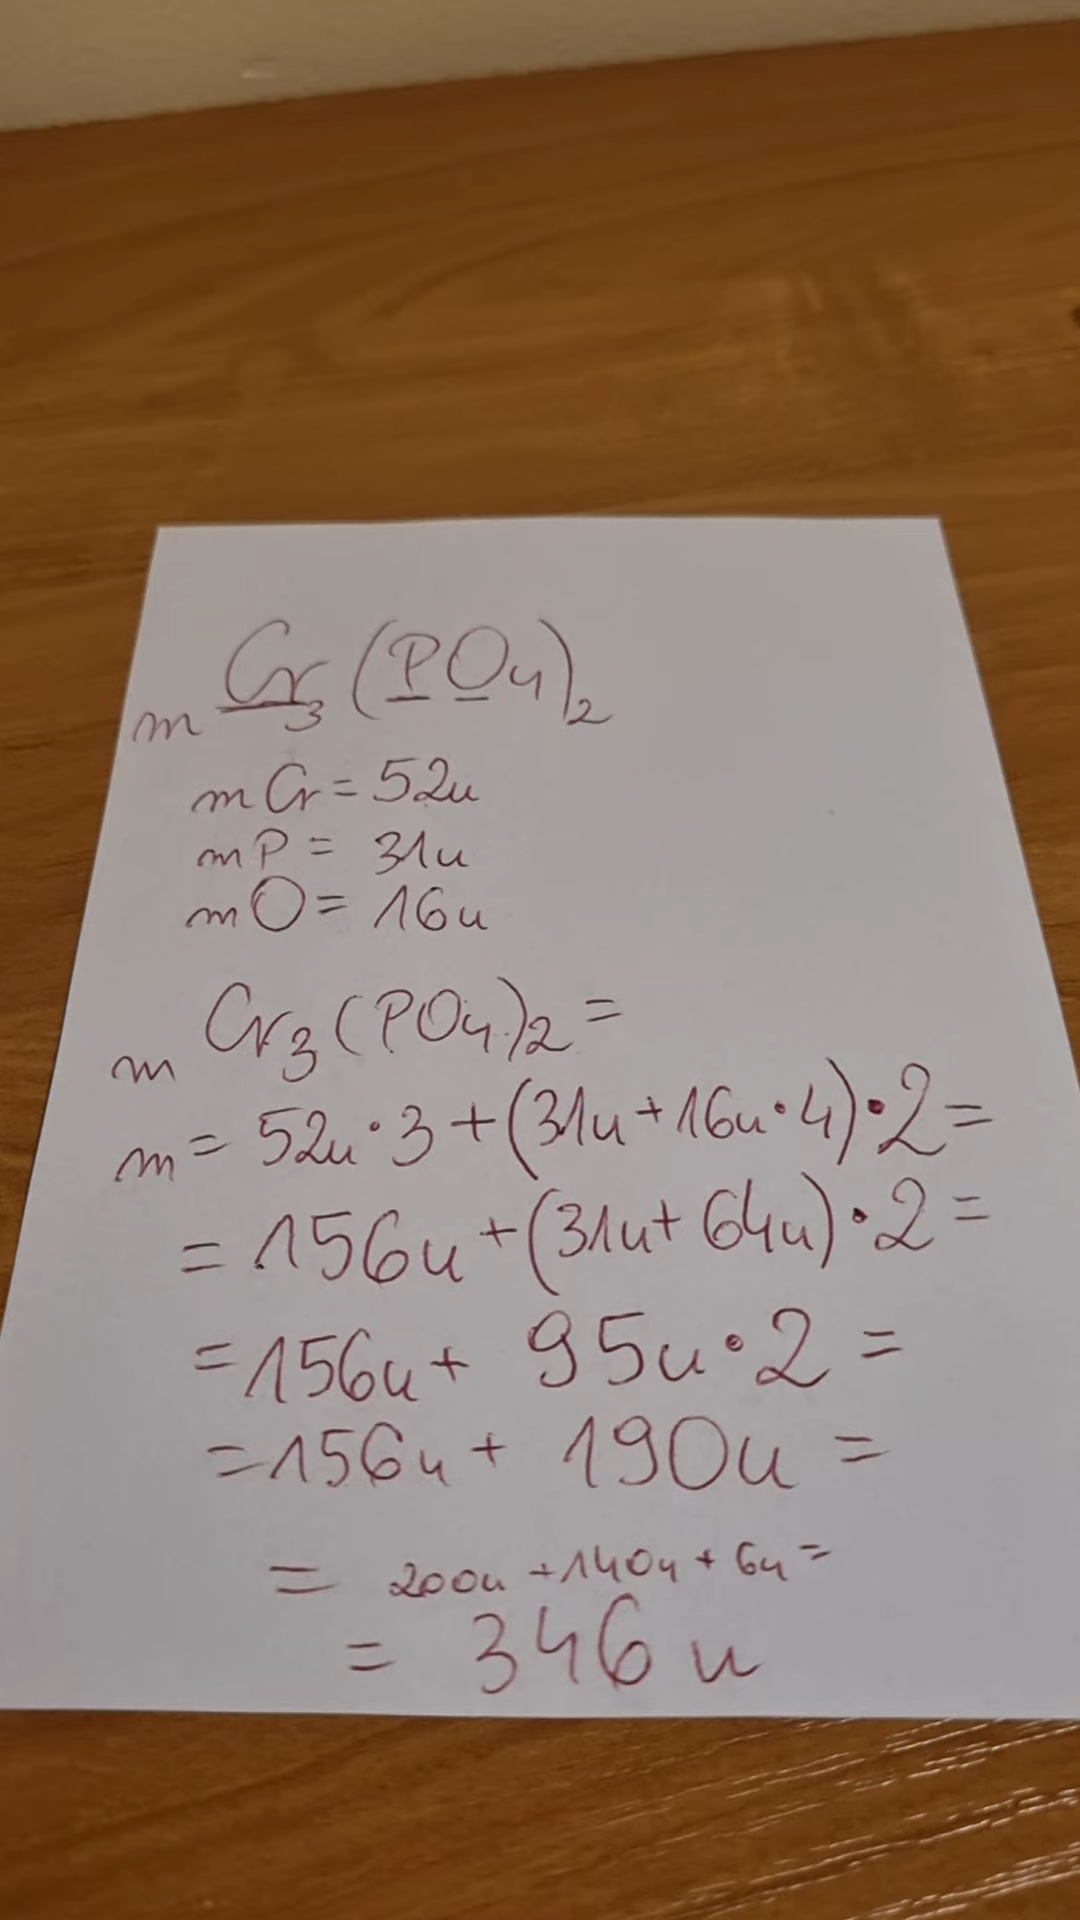 m Cr₃(PO₄)₂
mCr = 52u
mP = 31u
mO = 16u
m Cr₃(PO₄)₂ =
m = 52u · 3 + (31u + 16u · 4) · 2 =
= 156u + (31u + 64u) · 2 =
= 156u + 95u · 2 =
= 156u + 190u =
= 200u + 140u + 6u =
= 346 u